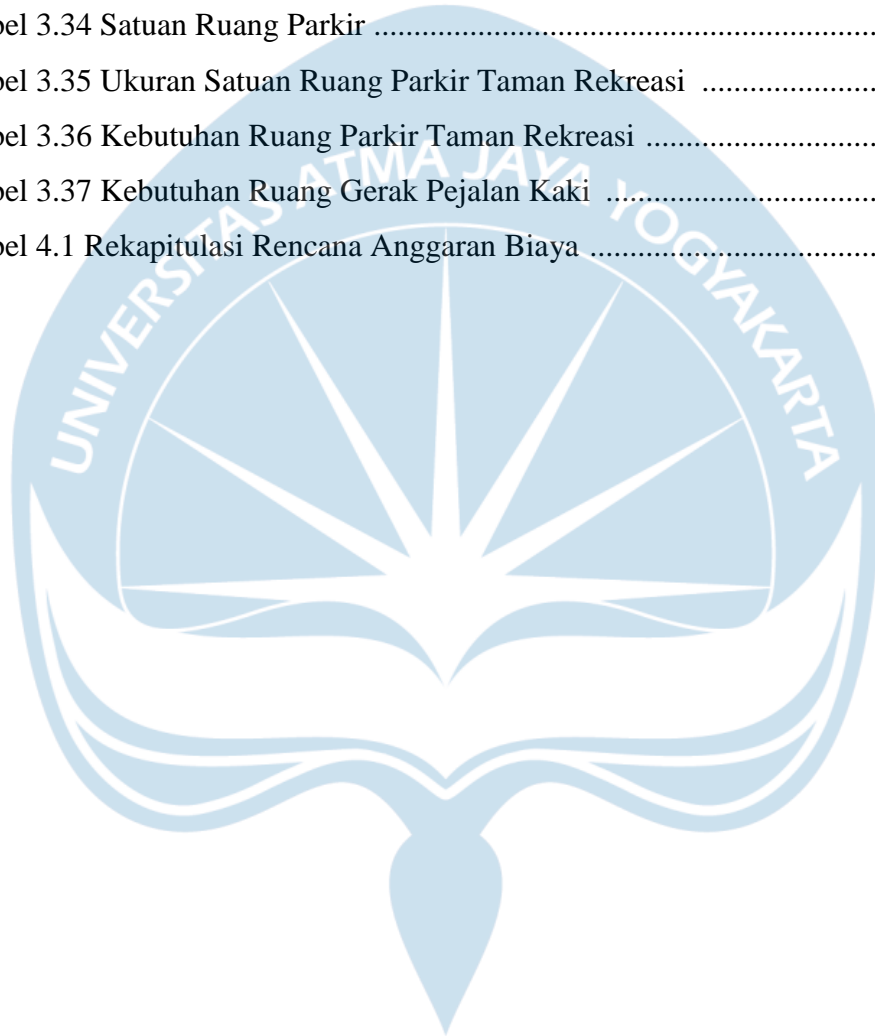 bel 3.34 Satuan Ruang Parkir ................................................................
bel 3.35 Ukuran Satuan Ruang Parkir Taman Rekreasi ......................
bel 3.36 Kebutuhan Ruang Parkir Taman Rekreasi .............................
bel 3.37 Kebutuhan Ruang Gerak Pejalan Kaki ..................................
bel 4.1 Rekapitulasi Rencana Anggaran Biaya ....................................
UNIVERSITAS ATMA JAYA YOGYAKARTA